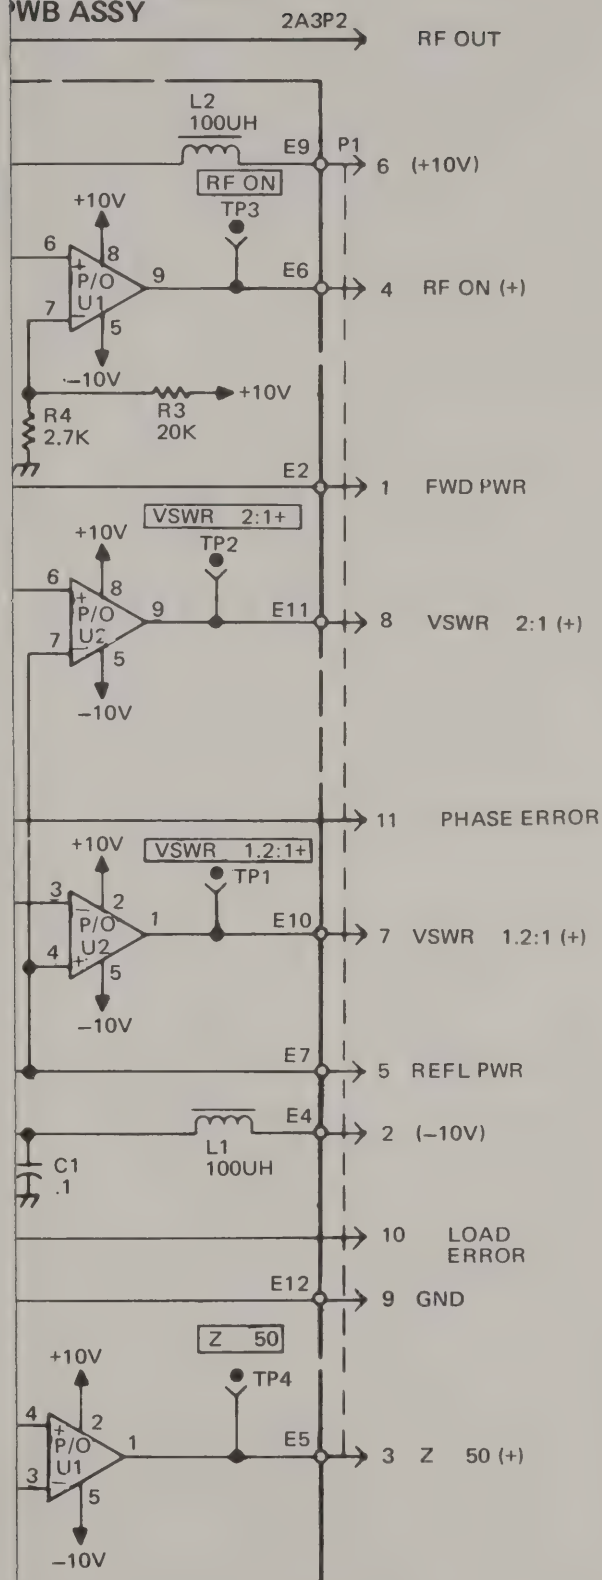 PWB ASSY
2A3P2
RF OUT
L2
100UH
E9
P1
6 (+10V)
RF ON
TP3
+10V
6
8
+
P/O
U1
9
7
−
5
−10V
E6
4 RF ON (+)
R4
2.7K
R3
20K
+10V
E2
1 FWD PWR
VSWR 2:1+
TP2
+10V
6
8
+
P/O
U2
9
7
−
5
−10V
E11
8 VSWR 2:1 (+)
11 PHASE ERROR
+10V
VSWR 1.2:1+
TP1
3
2
−
P/O
U2
1
4
+
5
−10V
E10
7 VSWR 1.2:1 (+)
E7
5 REFL PWR
E4
2 (−10V)
L1
100UH
C1
.1
10 LOAD
ERROR
E12
9 GND
Z 50
TP4
+10V
4
2
+
P/O
U1
1
3
−
5
−10V
E5
3 Z 50 (+)